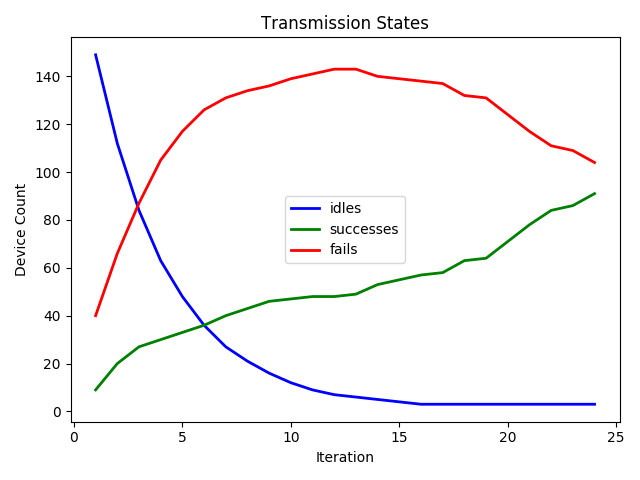 Transmission States
Device Count
140
120
100
80
60
40
20
0
idles
successes
fails
0 5 10 15 20 25
Iteration